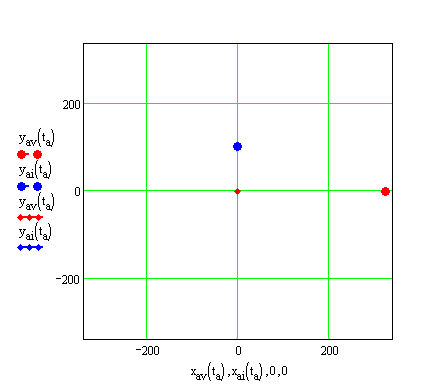 200
y_av(t_a)
y_ai(t_a)
0
y_av(t_a)
y_ai(t_a)
−200
−200 0 200
x_av(t_a),x_ai(t_a),0,0